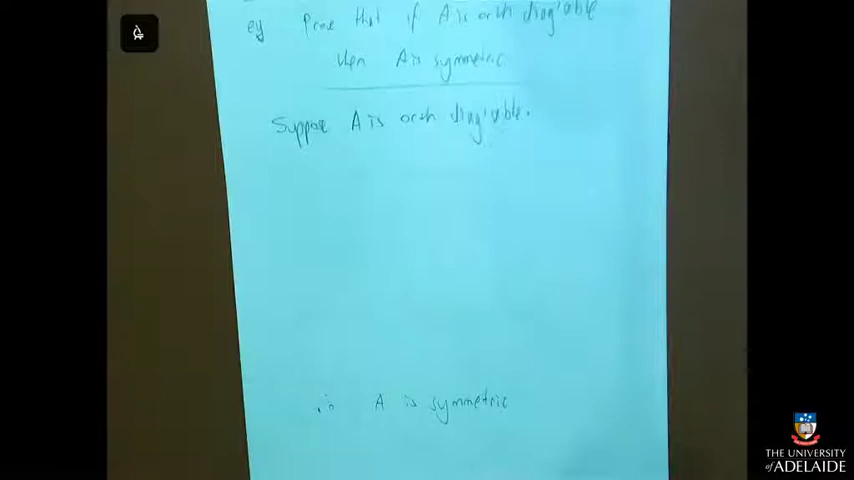 eg Prove that if A is orth diag'able
then A is symmetric
Suppose A is orth diag'able.
∴ A is symmetric
THE UNIVERSITY
of ADELAIDE